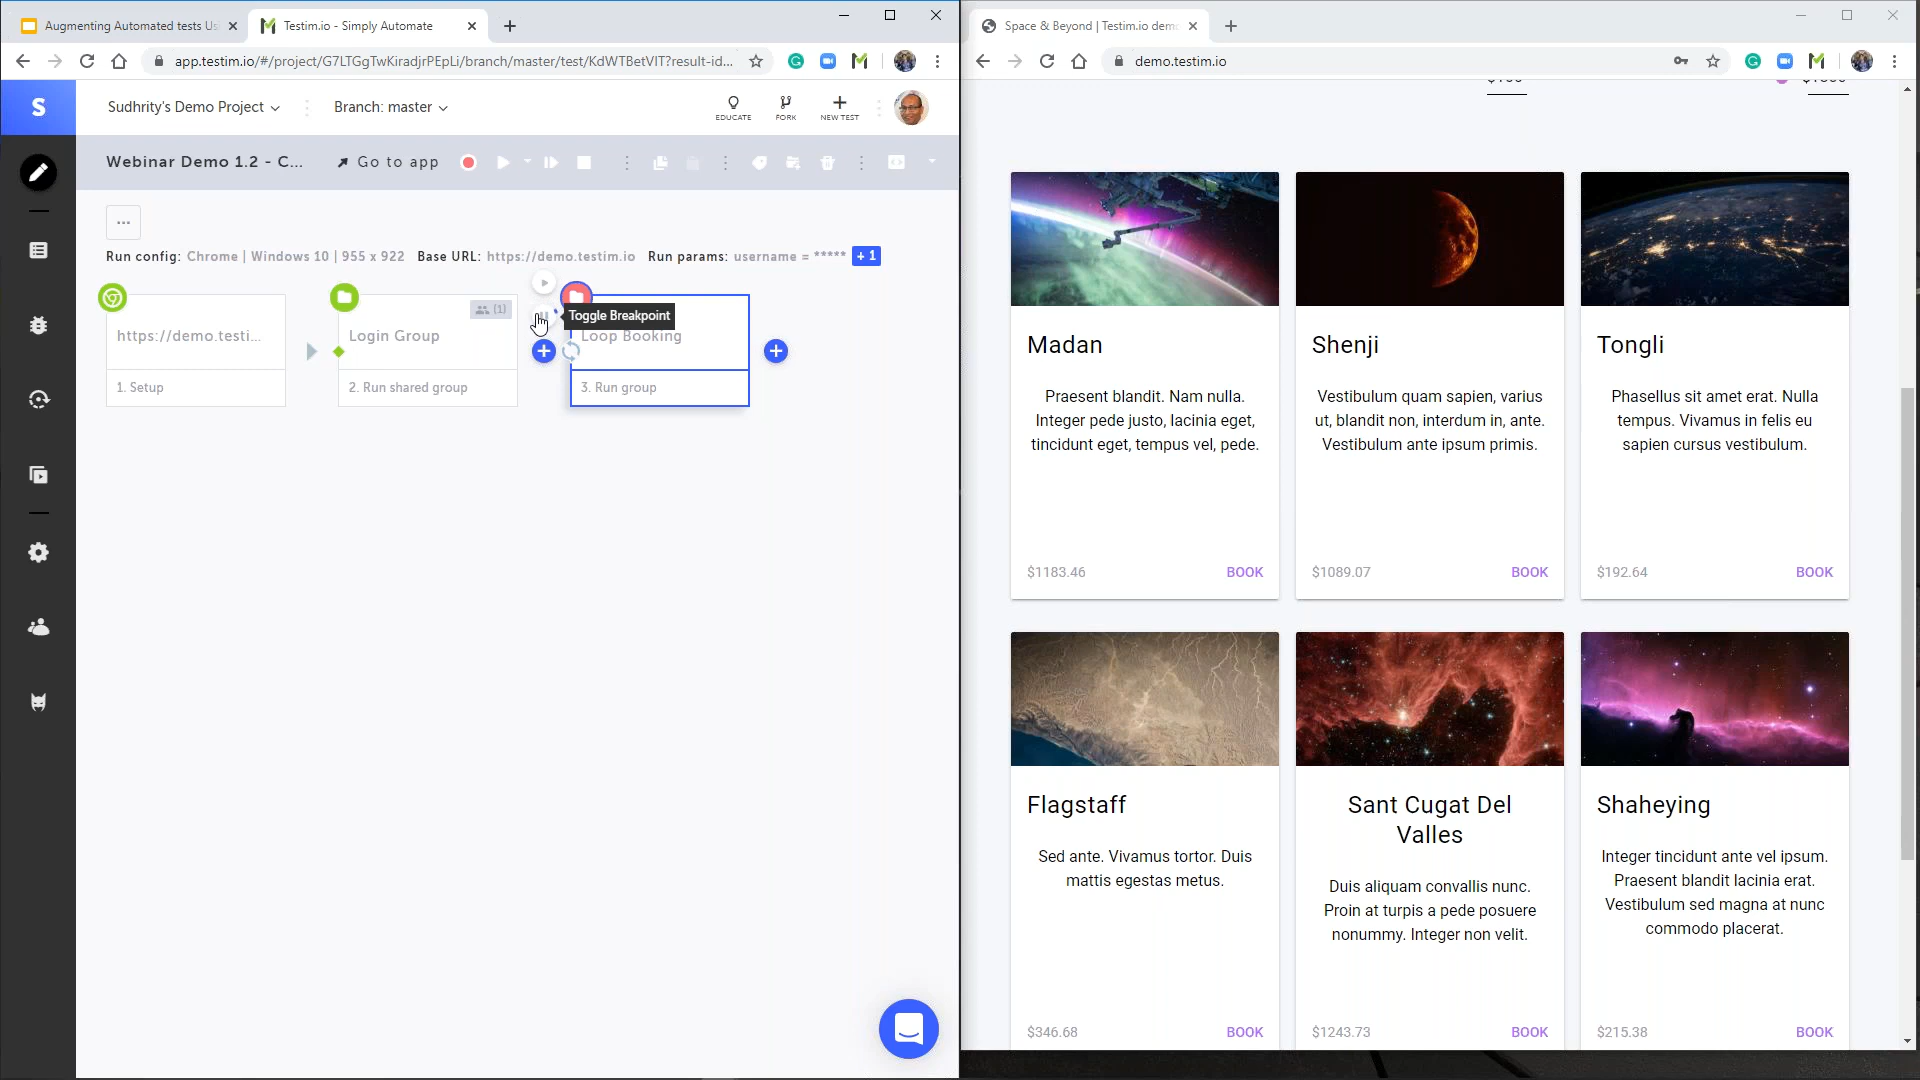 Augmenting Automated tests Us
Testim.io - Simply Automate
app.testim.io/#/project/G7LTGgTwKiradjrPEpLi/branch/master/test/KdWTBetVIT?result-id...
S
Sudhrity's Demo Project
Branch: master
EDUCATE
FORK
NEW TEST
Webinar Demo 1.2 - C...
Go to app
Run config: Chrome | Windows 10 | 955 x 922 Base URL: https://demo.testim.io Run params: username = ***** + 1
https://demo.testi...
1. Setup
(1)
Login Group
2. Run shared group
Toggle Breakpoint
Loop Booking
3. Run group
Space & Beyond | Testim.io demo
demo.testim.io
Madan
Praesent blandit. Nam nulla.
Integer pede justo, lacinia eget,
tincidunt eget, tempus vel, pede.
$1183.46
BOOK
Shenji
Vestibulum quam sapien, varius
ut, blandit non, interdum in, ante.
Vestibulum ante ipsum primis.
$1089.07
BOOK
Tongli
Phasellus sit amet erat. Nulla
tempus. Vivamus in felis eu
sapien cursus vestibulum.
$192.64
BOOK
Flagstaff
Sed ante. Vivamus tortor. Duis
mattis egestas metus.
$346.68
BOOK
Sant Cugat Del
Valles
Duis aliquam convallis nunc.
Proin at turpis a pede posuere
nonummy. Integer non velit.
$1243.73
BOOK
Shaheying
Integer tincidunt ante vel ipsum.
Praesent blandit lacinia erat.
Vestibulum sed magna at nunc
commodo placerat.
$215.38
BOOK